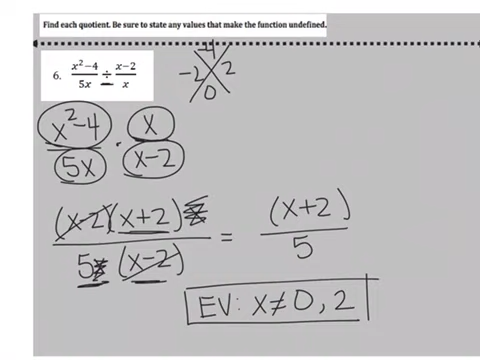 Find each quotient. Be sure to state any values that make the function undefined.
6. (x²−4)/(5x) ÷ (x−2)/x
-4
-2 2
0
(x²−4)/(5x) · x/(x−2)
((x−2)(x+2)x)/(5x(x−2)) = (x+2)/5
EV: x≠0,2